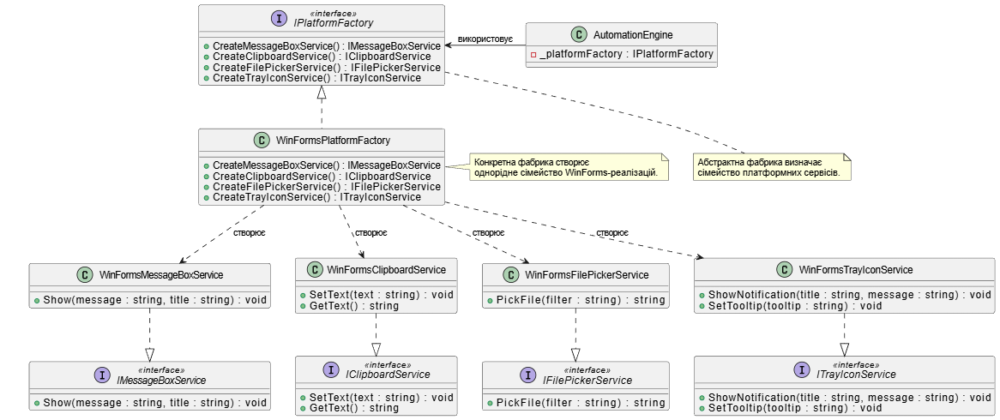 «interface»
I IPlatformFactory
CreateMessageBoxService() : IMessageBoxService
CreateClipboardService() : IClipboardService
CreateFilePickerService() : IFilePickerService
CreateTrayIconService() : ITrayIconService
використовує
C AutomationEngine
_platformFactory : IPlatformFactory
C WinFormsPlatformFactory
CreateMessageBoxService() : IMessageBoxService
CreateClipboardService() : IClipboardService
CreateFilePickerService() : IFilePickerService
CreateTrayIconService() : ITrayIconService
Конкретна фабрика створює
однорідне сімейство WinForms-реалізацій.
Абстрактна фабрика визначає
сімейство платформних сервісів.
створює
створює
створює
створює
C WinFormsMessageBoxService
Show(message : string, title : string) : void
C WinFormsClipboardService
SetText(text : string) : void
GetText() : string
C WinFormsFilePickerService
PickFile(filter : string) : string
C WinFormsTrayIconService
ShowNotification(title : string, message : string) : void
SetTooltip(tooltip : string) : void
«interface»
I IMessageBoxService
Show(message : string, title : string) : void
«interface»
I IClipboardService
SetText(text : string) : void
GetText() : string
«interface»
I IFilePickerService
PickFile(filter : string) : string
«interface»
I ITrayIconService
ShowNotification(title : string, message : string) : void
SetTooltip(tooltip : string) : void